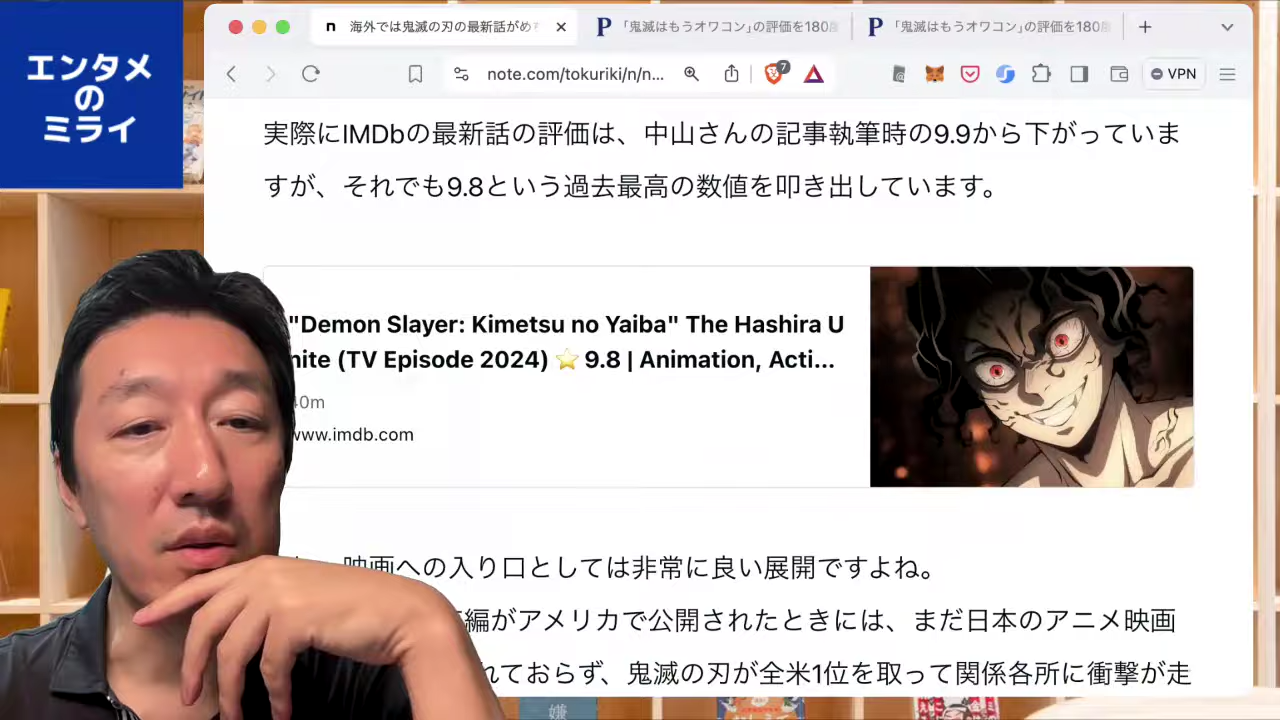 エンタメ
の
ミライ
n 海外では鬼滅の刃の最新話がめ
P 「鬼滅はもうオワコン」の評価を180
P 「鬼滅はもうオワコン」の評価を180
note.com/tokuriki/n/n...
7
VPN
実際にIMDbの最新話の評価は、中山さんの記事執筆時の9.9から下がっていま
すが、それでも9.8という過去最高の数値を叩き出しています。
"Demon Slayer: Kimetsu no Yaiba" The Hashira U
nite (TV Episode 2024) ⭐ 9.8 | Animation, Acti...
40m
www.imdb.com
映画への入り口としては非常に良い展開ですよね。
編がアメリカで公開されたときには、まだ日本のアニメ映画
れておらず、鬼滅の刃が全米1位を取って関係各所に衝撃が走
嫌